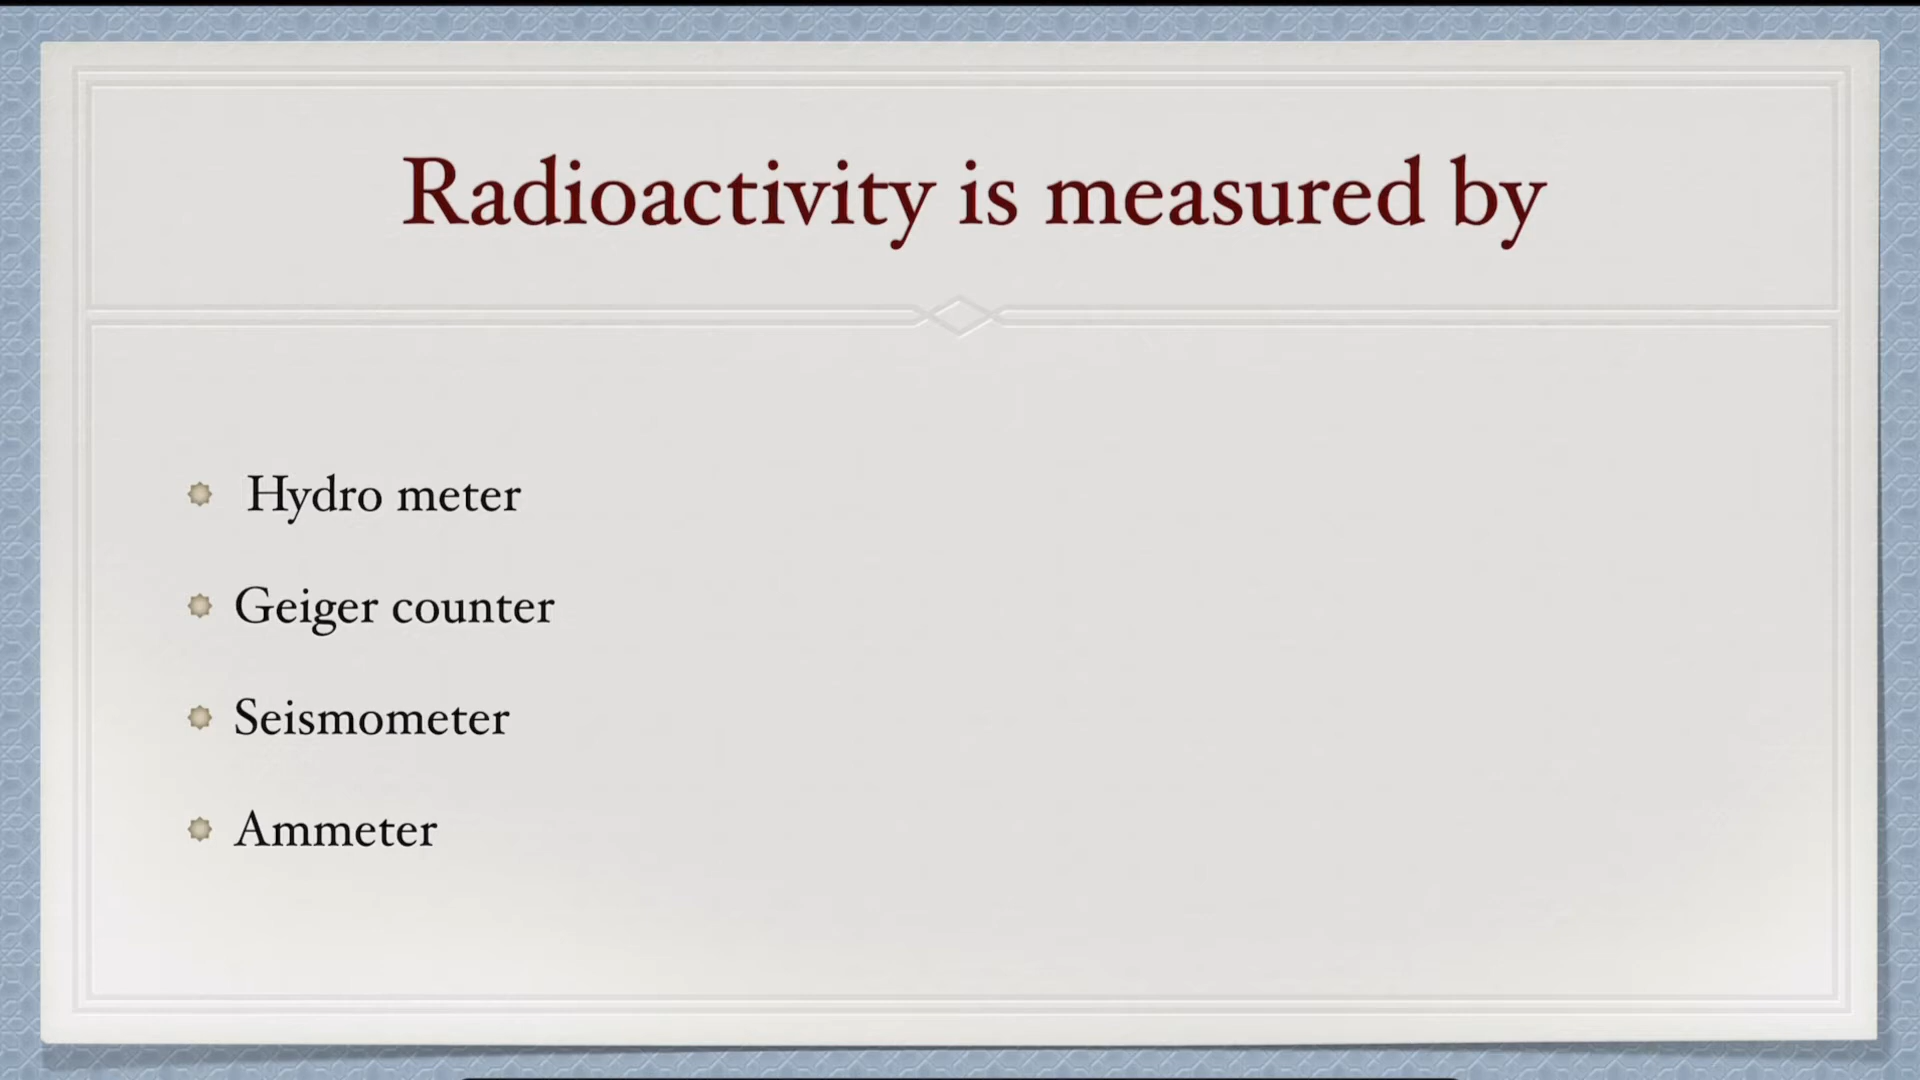 Radioactivity is measured by
Hydro meter
Geiger counter
Seismometer
Ammeter